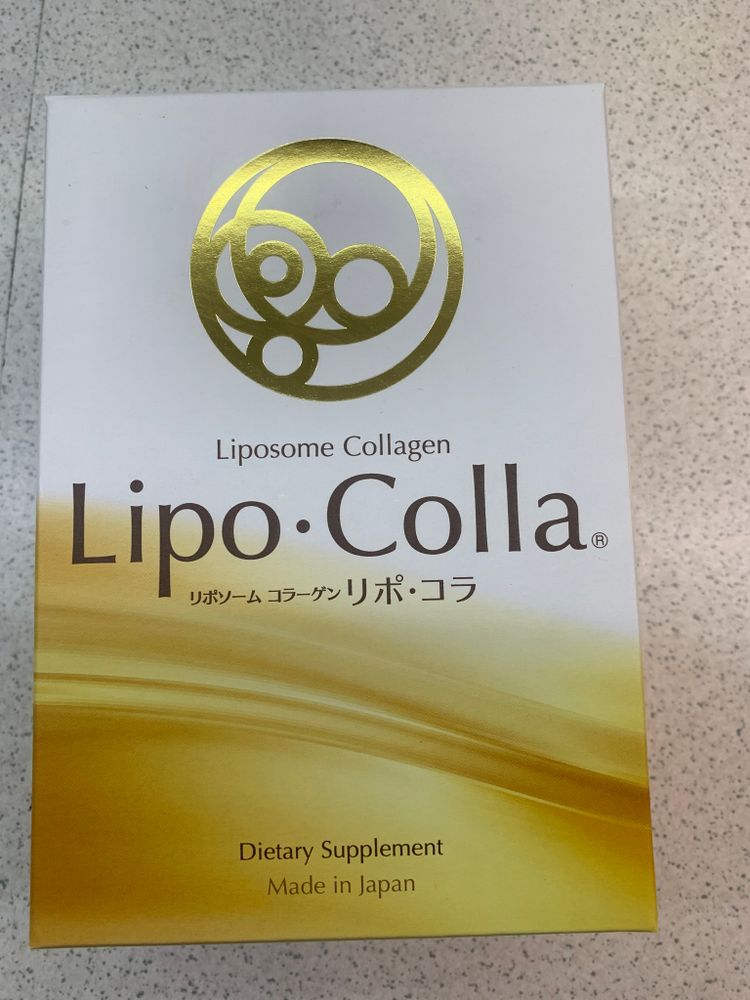 Liposome Collagen
Lipo·Colla®
リポソーム コラーゲン リポ・コラ
Dietary Supplement
Made in Japan